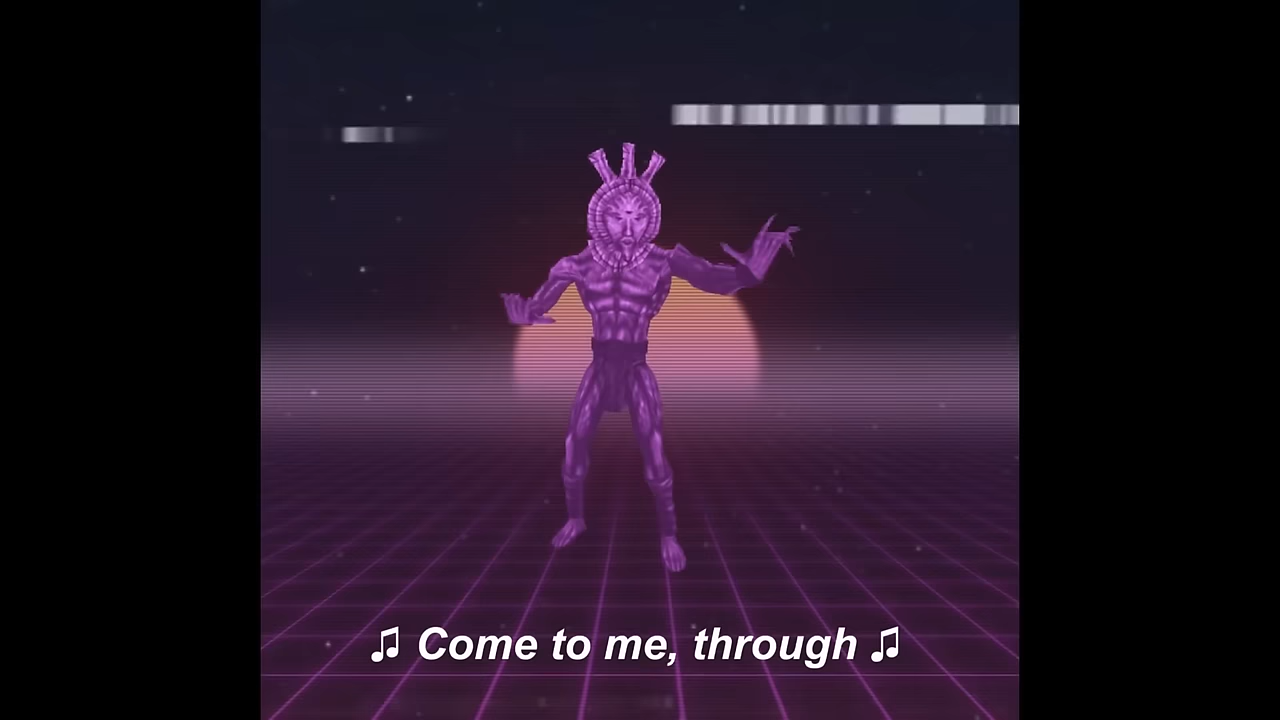 ♫ Come to me, through ♫